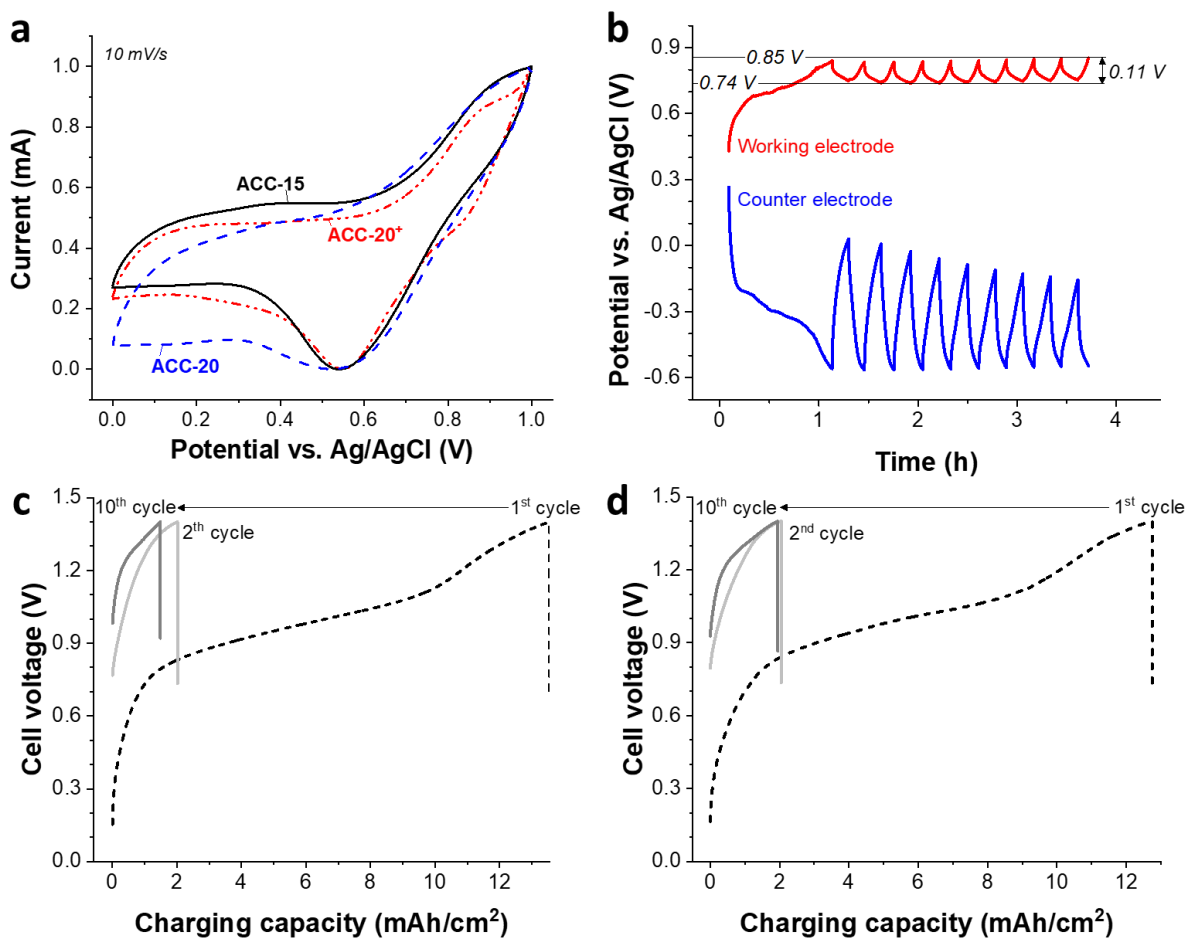 a
10 mV/s
1.0
0.8
0.6
0.4
0.2
0.0
Current (mA)
ACC-15
ACC-20⁺
ACC-20
0.0 0.2 0.4 0.6 0.8 1.0
Potential vs. Ag/AgCl (V)
b
0.9
0.6
0.3
0.0
-0.3
-0.6
Potential vs. Ag/AgCl (V)
0.85 V
0.74 V
0.11 V
Working electrode
Counter electrode
0 1 2 3 4
Time (h)
c
1.5
1.2
0.9
0.6
0.3
0.0
Cell voltage (V)
10th cycle
1st cycle
2th cycle
0 2 4 6 8 10 12
Charging capacity (mAh/cm²)
d
1.5
1.2
0.9
0.6
0.3
0.0
Cell voltage (V)
10th cycle
1st cycle
2nd cycle
0 2 4 6 8 10 12
Charging capacity (mAh/cm²)